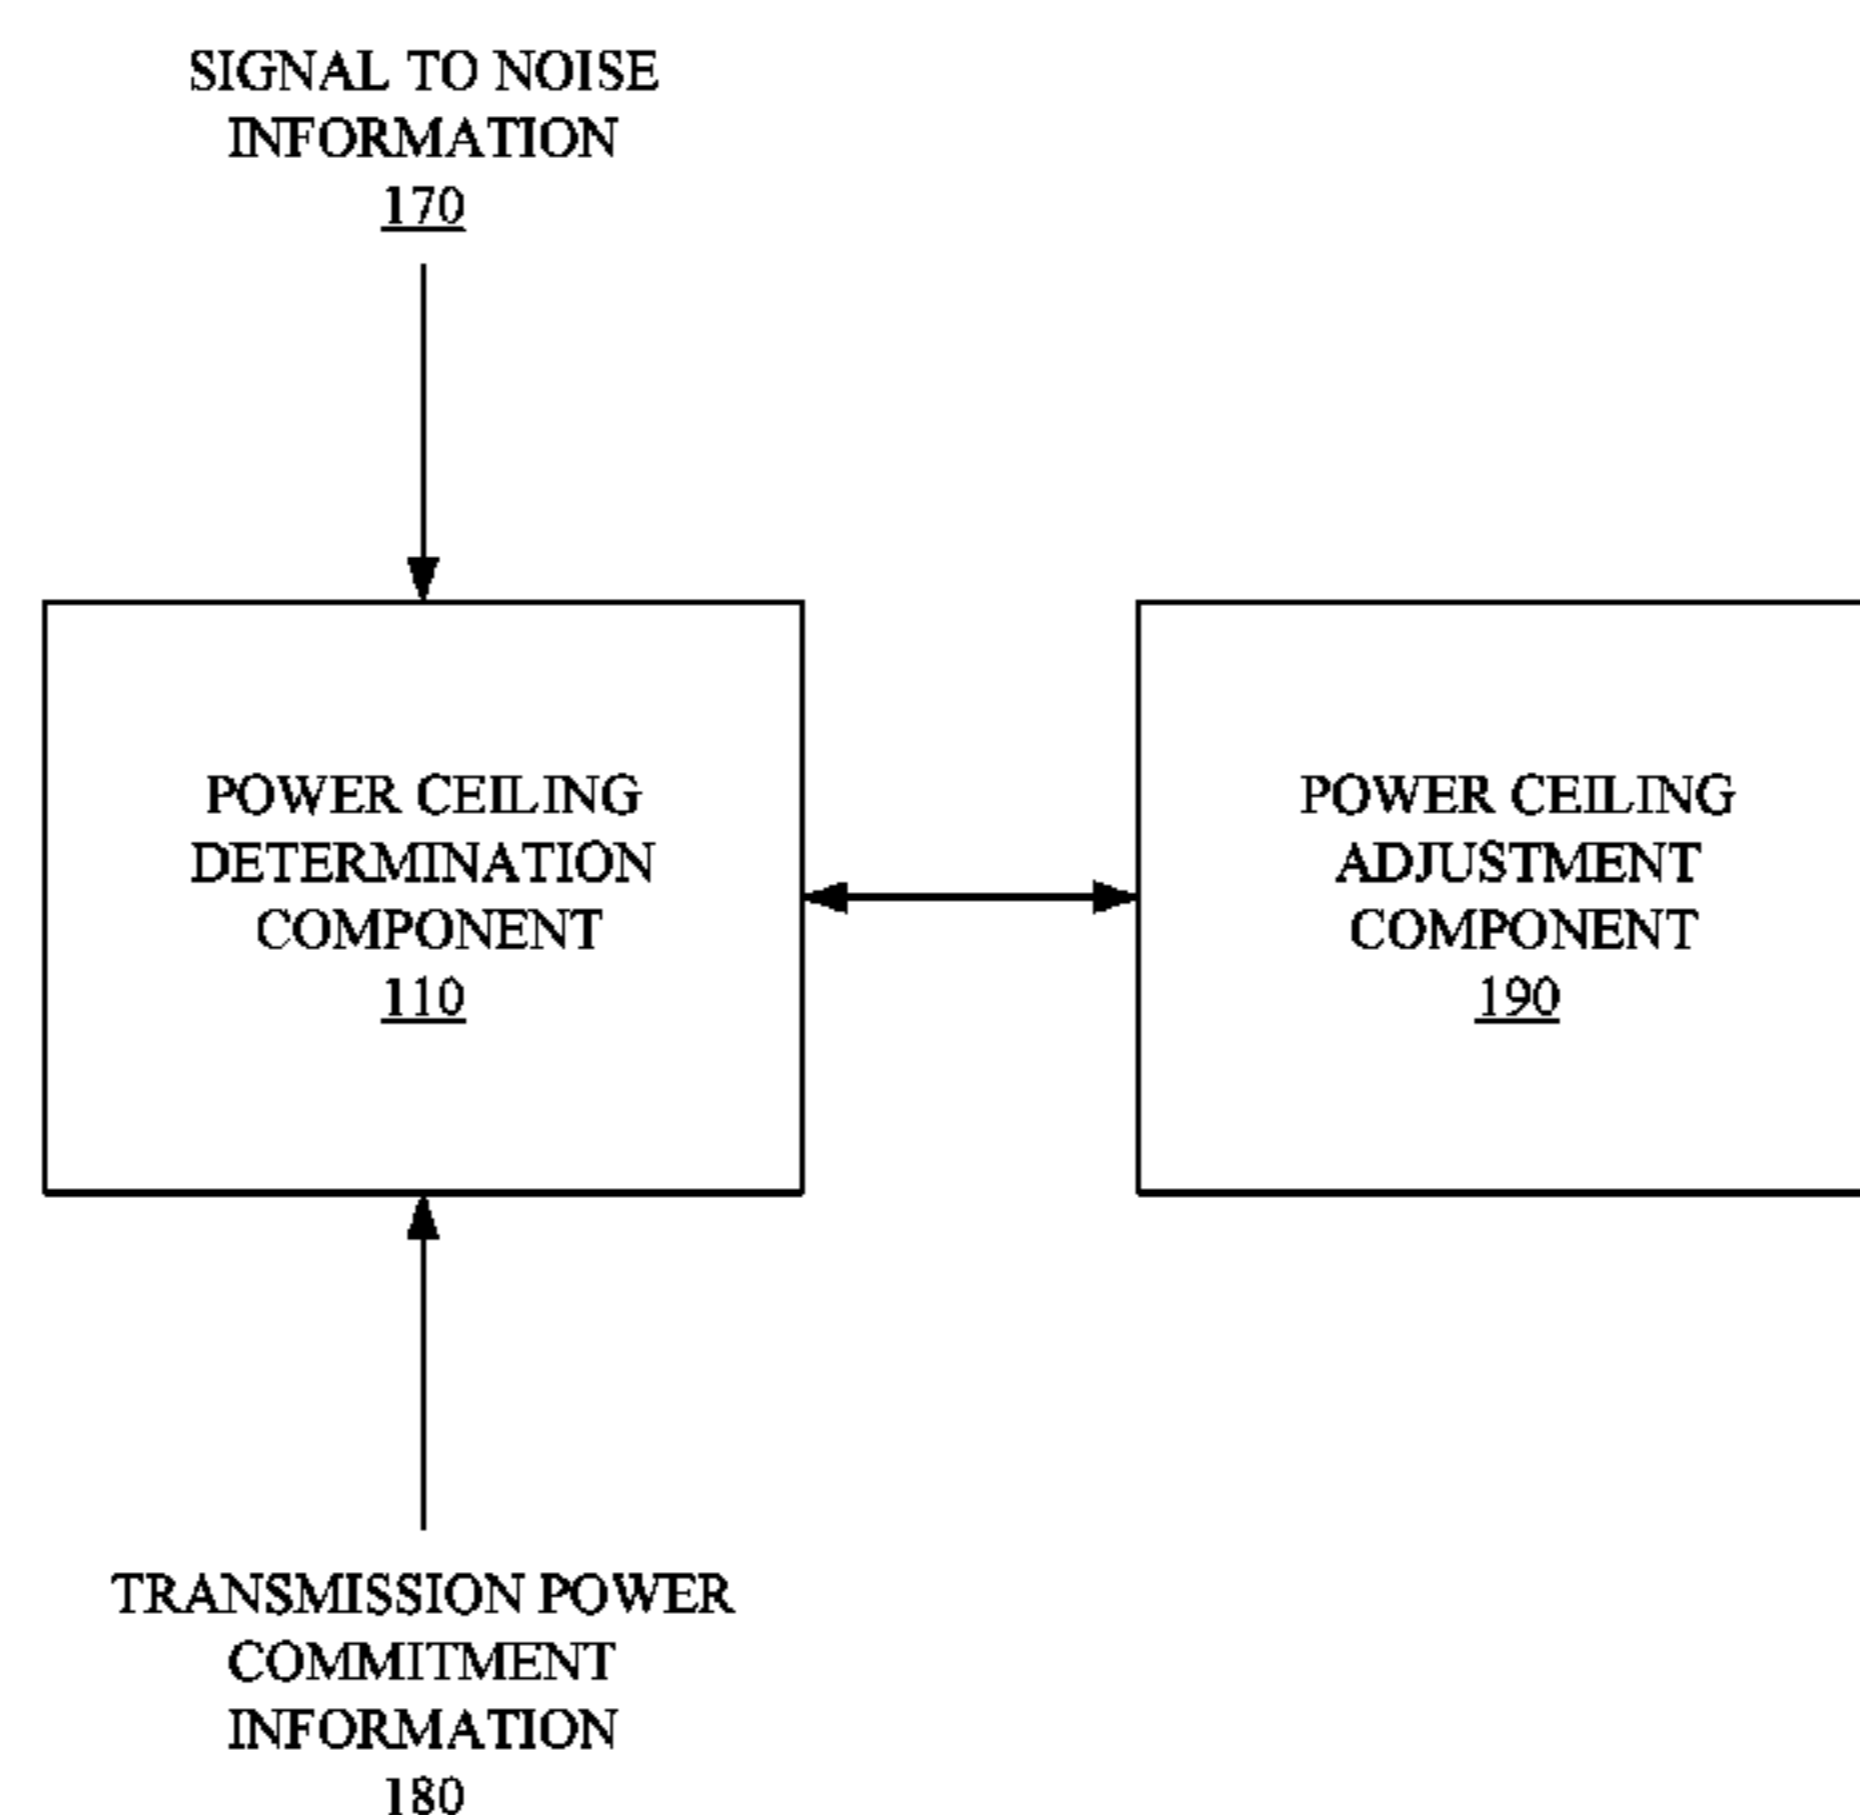 SIGNAL TO NOISE
INFORMATION
170
POWER CEILING
DETERMINATION
COMPONENT
110
POWER CEILING
ADJUSTMENT
COMPONENT
190
TRANSMISSION POWER
COMMITMENT
INFORMATION
180